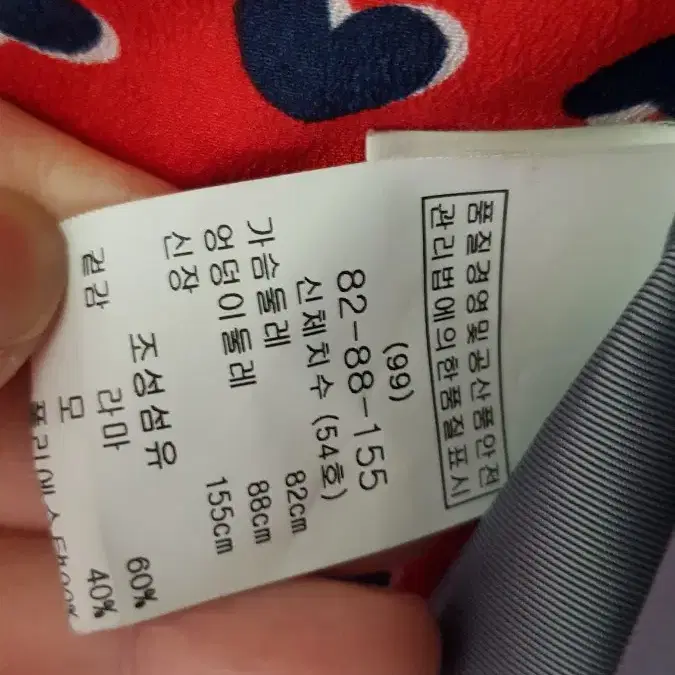 품질경영및공산품안전
관리법에의한품질표시
(99)
82-88-155
신체치수 (54호)
가슴둘레 82cm
엉덩이둘레 88cm
신장 155cm
조성섬유
겉감 라마 60%
모 40%